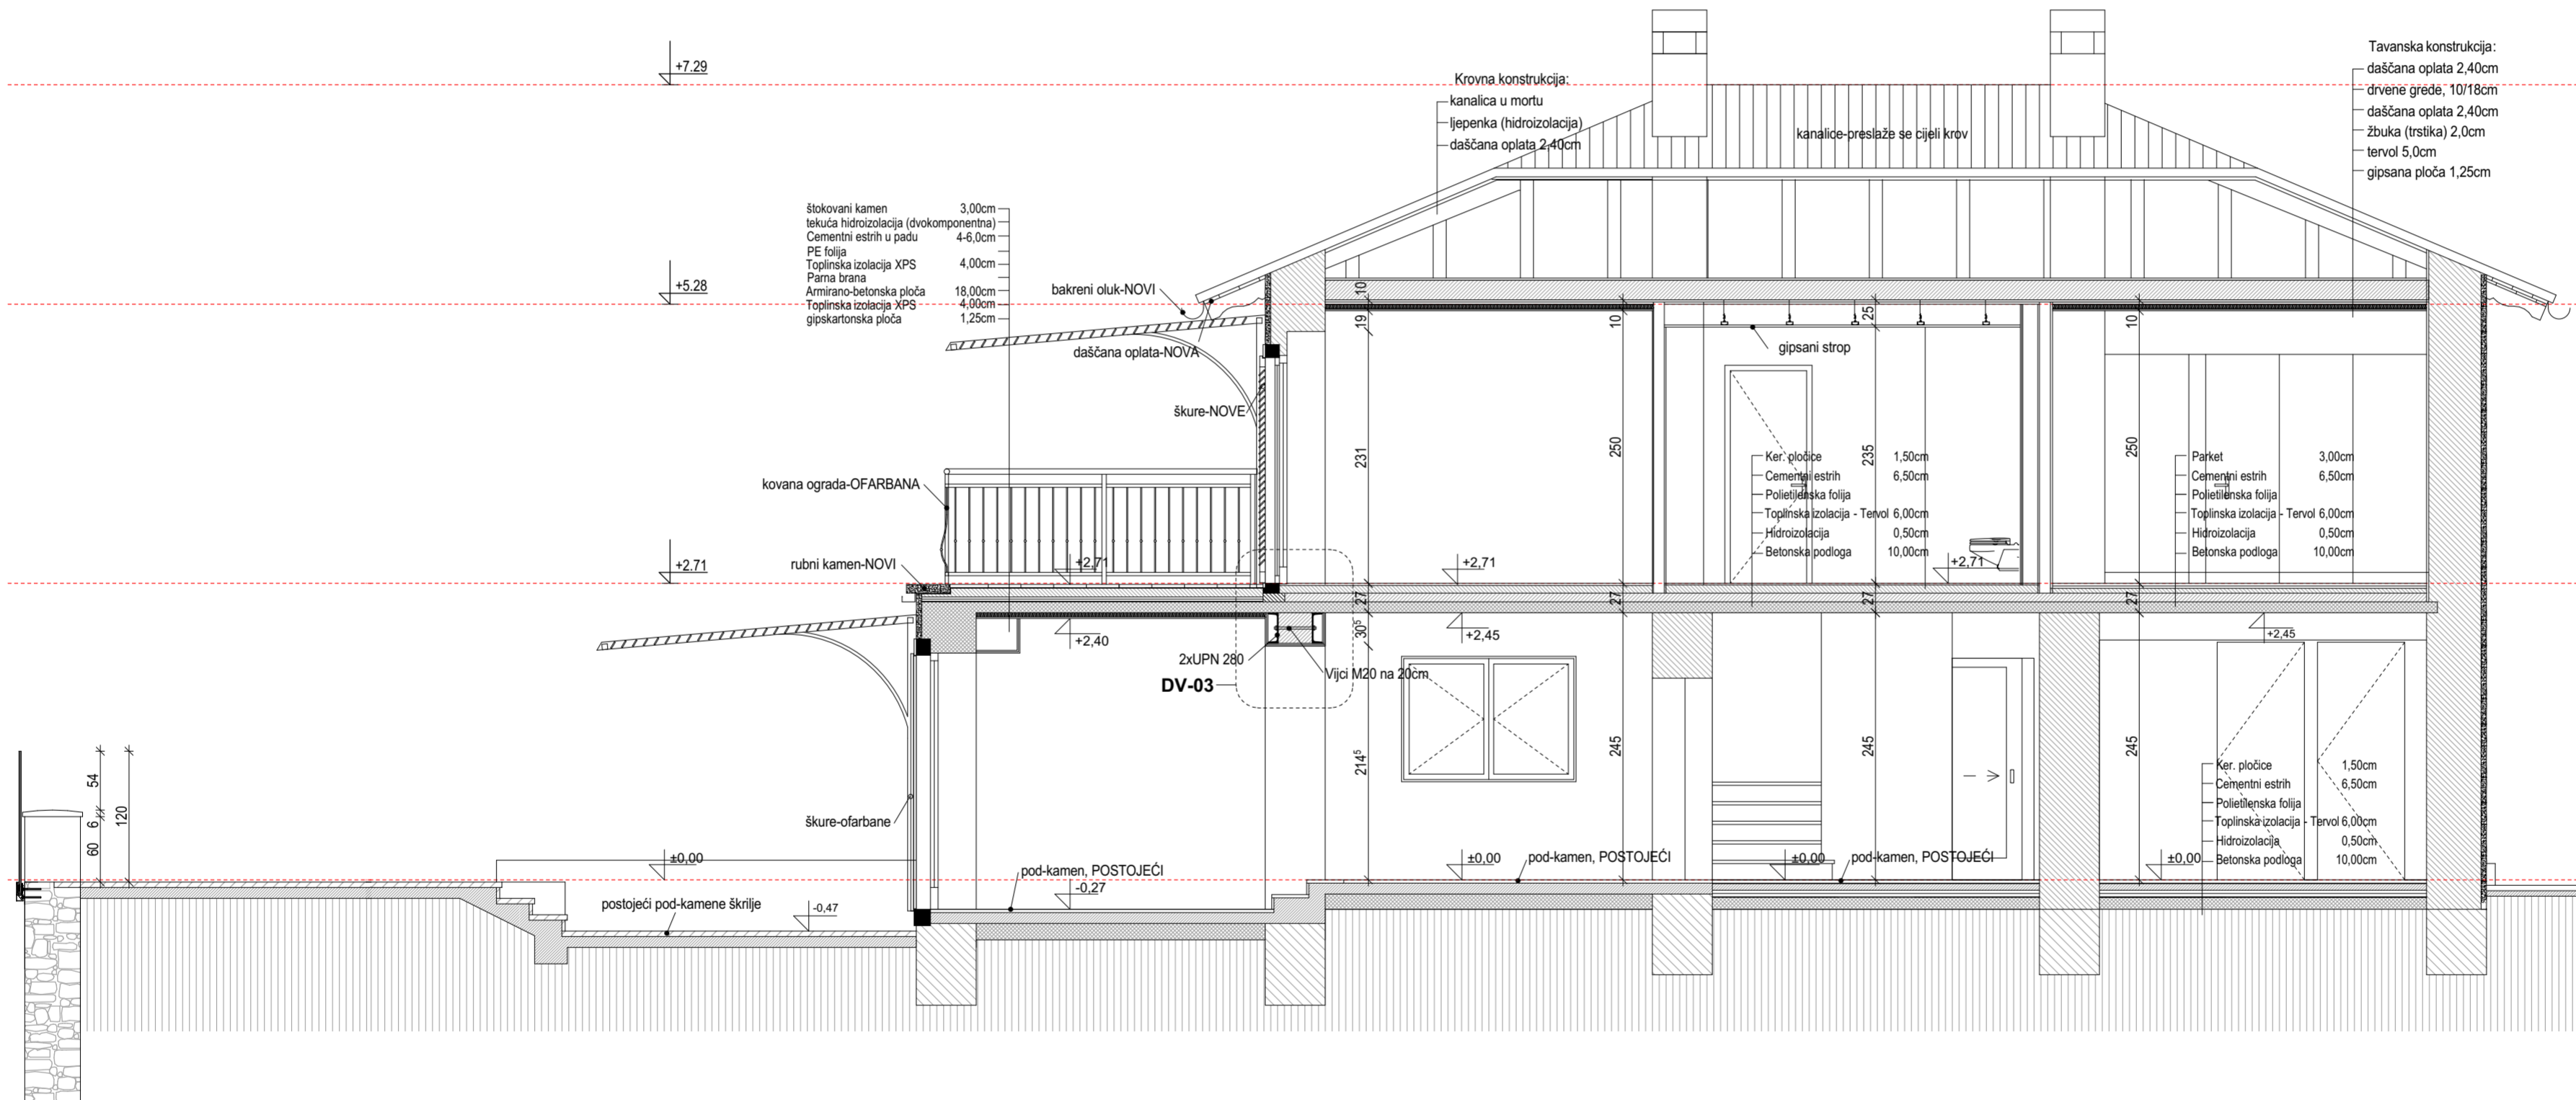 +7.29
Krovna konstrukcija:
kanalica u mortu
ljepenka (hidroizolacija)
daščana oplata 2,40cm
kanalice-preslaže se cijeli krov
Tavanska konstrukcija:
daščana oplata 2,40cm
drvene grede, 10/18cm
daščana oplata 2,40cm
žbuka (trstika) 2,0cm
tervol 5,0cm
gipsana ploča 1,25cm
štokovani kamen 3,00cm
tekuća hidroizolacija (dvokomponentna)
Cementni estrih u padu 4-6,0cm
PE folija
Toplinska izolacija XPS 4,00cm
Parna brana
Armirano-betonska ploča 18,00cm
Toplinska izolacija XPS 4,00cm
gipskartonska ploča 1,25cm
+5.28
bakreni oluk-NOVI
daščana oplata-NOVA
škure-NOVE
kovana ograda-OFARBANA
rubni kamen-NOVI
10
19
231
27
30⁵
214⁵
10
250
27
245
25
235
27
245
10
250
27
245
gipsani strop
Ker. pločice 1,50cm
Cementni estrih 6,50cm
Polietilenska folija
Toplinska izolacija - Tervol 6,00cm
Hidroizolacija 0,50cm
Betonska podloga 10,00cm
Parket 3,00cm
Cementni estrih 6,50cm
Polietilenska folija
Toplinska izolacija - Tervol 6,00cm
Hidroizolacija 0,50cm
Betonska podloga 10,00cm
+2.71
+2,71
+2,71
+2,71
+2,40
+2,45
+2,45
2xUPN 280
DV-03
Vijci M20 na 20cm
54
6
60
120
škure-ofarbane
Ker. pločice 1,50cm
Cementni estrih 6,50cm
Polietilenska folija
Toplinska izolacija - Tervol 6,00cm
Hidroizolacija 0,50cm
Betonska podloga 10,00cm
±0,00
pod-kamen, POSTOJEĆI
-0,27
±0,00
pod-kamen, POSTOJEĆI
±0,00
pod-kamen, POSTOJEĆI
±0,00
postojeći pod-kamene škrilje
-0,47